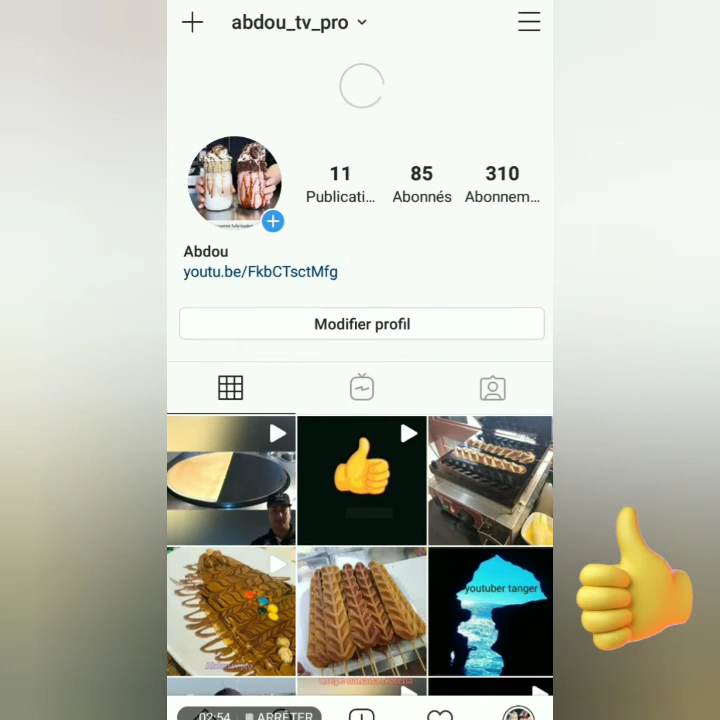 abdou_tv_pro
11 85 310
Publicati... Abonnés Abonnem...
Abdou
youtu.be/FkbCTsctMfg
Modifier profil
youtuber tanger
02:54 ARRÊTER